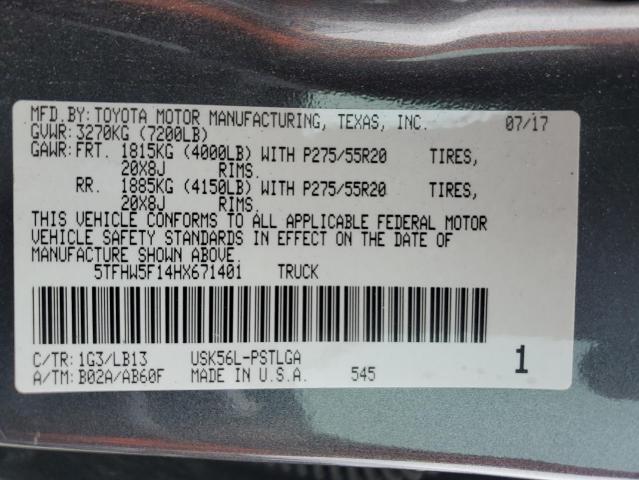 MFD.BY: TOYOTA MOTOR MANUFACTURING, TEXAS, INC. 07/17
GVWR: 3270KG (7200LB)
GAWR: FRT. 1815KG (4000LB) WITH P275/55R20 TIRES,
20X8J RIMS.
RR. 1885KG (4150LB) WITH P275/55R20 TIRES,
20X8J RIMS.
THIS VEHICLE CONFORMS TO ALL APPLICABLE FEDERAL MOTOR
VEHICLE SAFETY STANDARDS IN EFFECT ON THE DATE OF
MANUFACTURE SHOWN ABOVE.
5TFHW5F14HX671401 TRUCK
C/TR: 1G3/LB13 USK56L-PSTLGA 1
A/TM: B02A/AB60F MADE IN U.S.A. 545